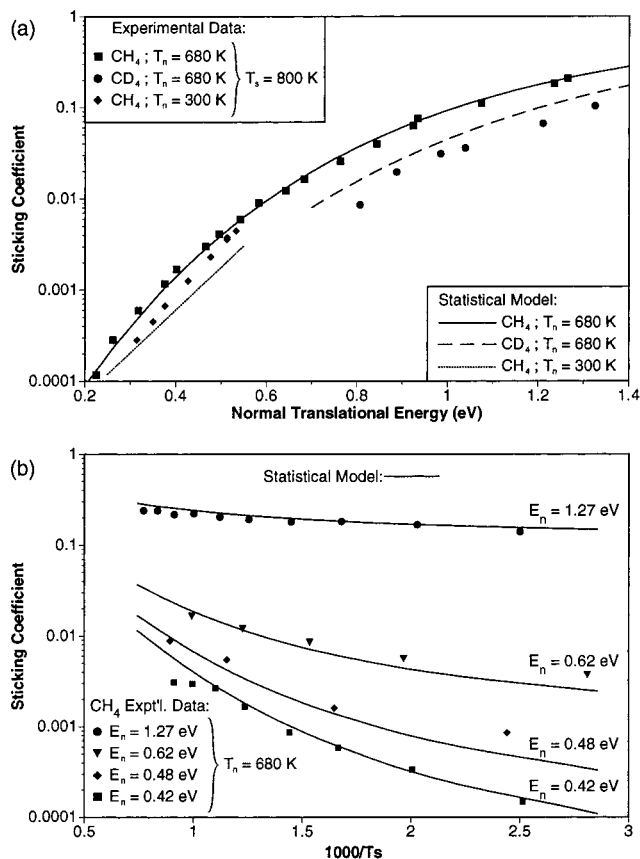 (a)
1
0.1
0.01
0.001
0.0001
Sticking Coefficient
Experimental Data:
CH4 ; Tn = 680 K
CD4 ; Tn = 680 K
CH4 ; Tn = 300 K
Ts = 800 K
Statistical Model:
CH4 ; Tn = 680 K
CD4 ; Tn = 680 K
CH4 ; Tn = 300 K
0.2 0.4 0.6 0.8 1 1.2 1.4
Normal Translational Energy (eV)
(b)
1
0.1
0.01
0.001
0.0001
Sticking Coefficient
Statistical Model:
En = 1.27 eV
En = 0.62 eV
En = 0.48 eV
En = 0.42 eV
CH4 Expt'l. Data:
En = 1.27 eV
En = 0.62 eV
En = 0.48 eV
En = 0.42 eV
Tn = 680 K
0.5 1 1.5 2 2.5 3
1000/Ts